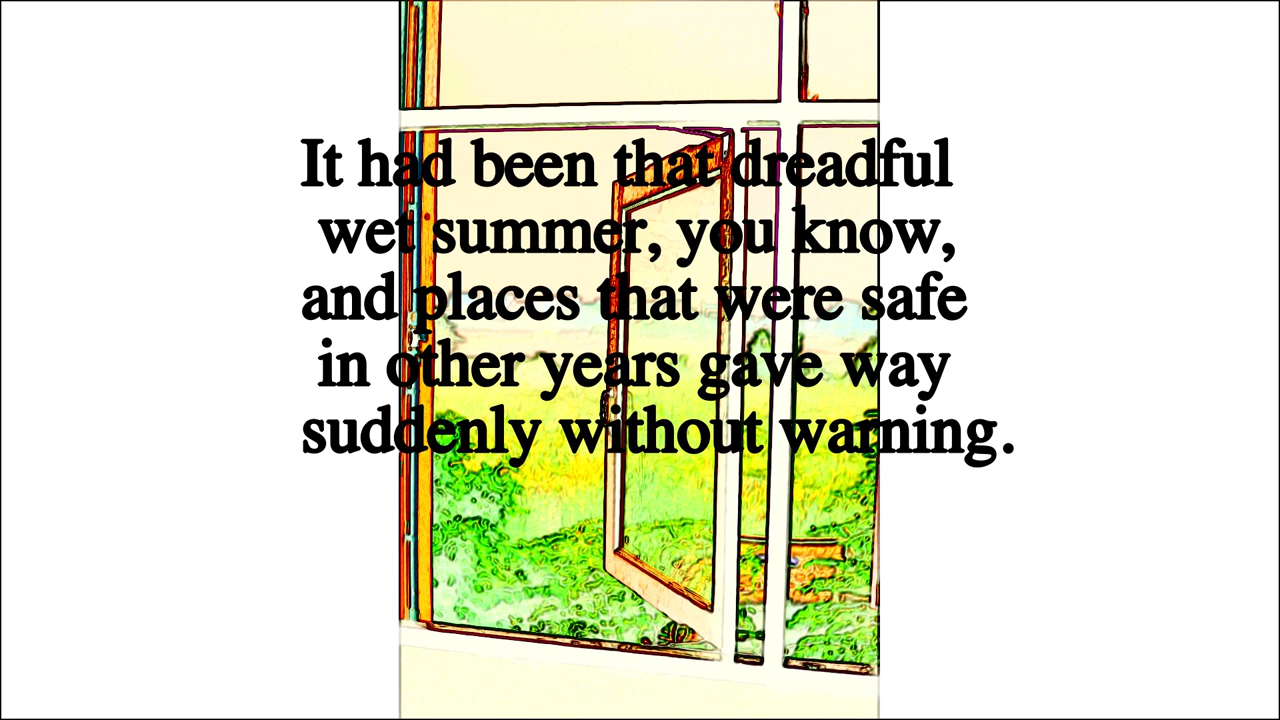 It had been that dreadful
wet summer, you know,
and places that were safe
in other years gave way
suddenly without warning.